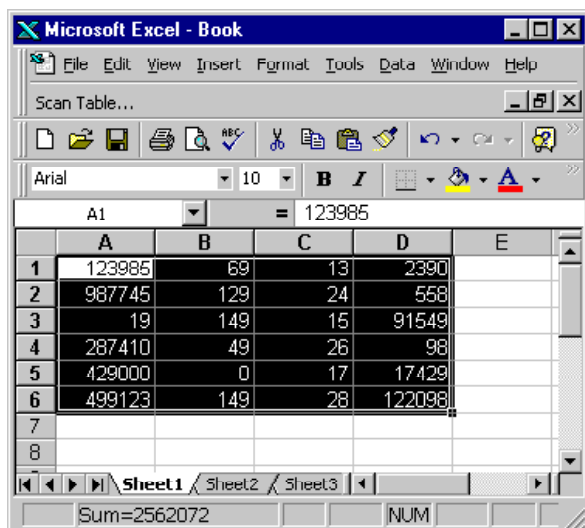 Microsoft Excel - Book
File Edit View Insert Format Tools Data Window Help
Scan Table...
ABC
Arial 10 B I A
A1 = 123985
A B C D E
1 123985 69 13 2390
2 987745 129 24 558
3 19 149 15 91549
4 287410 49 26 98
5 429000 0 17 17429
6 499123 149 28 122098
7
8
Sheet1 Sheet2 Sheet3
Sum=2562072 NUM